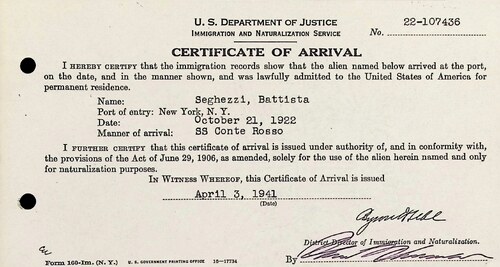 U. S. DEPARTMENT OF JUSTICE
IMMIGRATION AND NATURALIZATION SERVICE
No. 22-107436
CERTIFICATE OF ARRIVAL
I HEREBY CERTIFY that the immigration records show that the alien named below arrived at the port,
on the date, and in the manner shown, and was lawfully admitted to the United States of America for
permanent residence.
Name: Seghezzi, Battista
Port of entry: New York, N. Y.
Date: October 21, 1922
Manner of arrival: SS Conte Rosso
I FURTHER CERTIFY that this certificate of arrival is issued under authority of, and in conformity with,
the provisions of the Act of June 29, 1906, as amended, solely for the use of the alien herein named and only
for naturalization purposes.
IN WITNESS WHEREOF, this Certificate of Arrival is issued
April 3, 1941
(Date)
District Director of Immigration and Naturalization.
By
Form 160-Im. (N. Y.) U. S. GOVERNMENT PRINTING OFFICE 10-17734